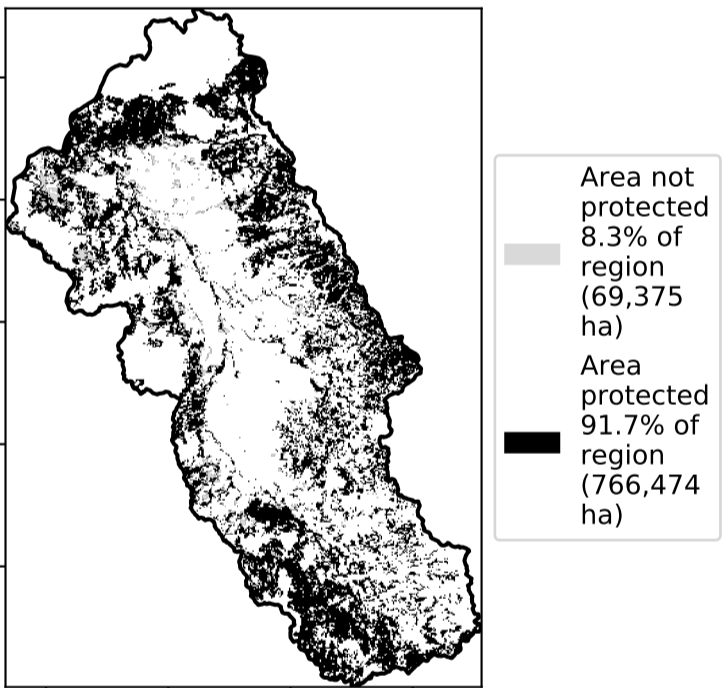 Area not
protected
8.3% of
region
(69,375
ha)
Area
protected
91.7% of
region
(766,474
ha)